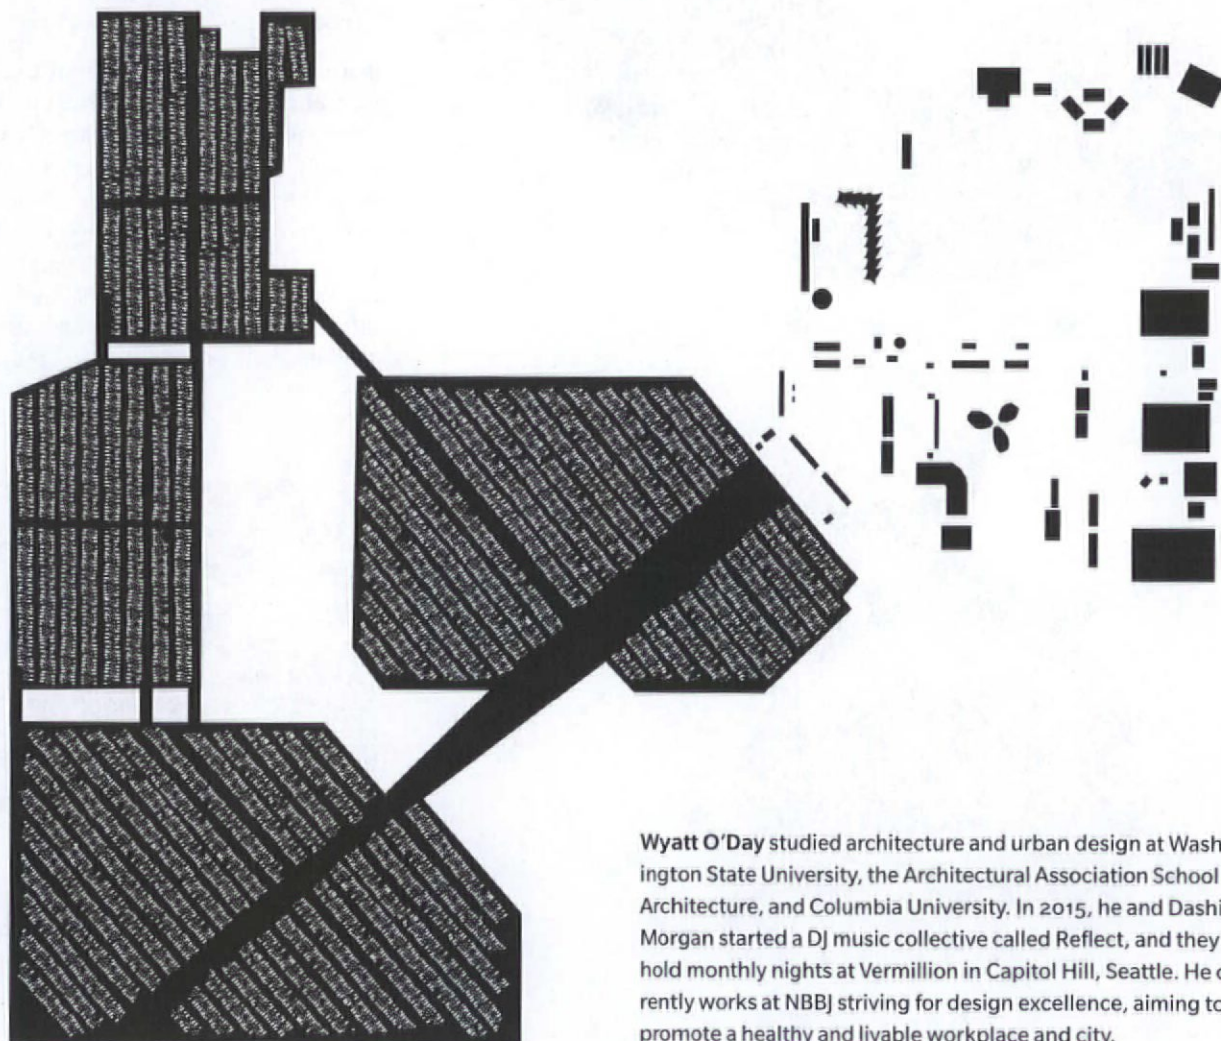 Wyatt O'Day studied architecture and urban design at Wash
ington State University, the Architectural Association School
Architecture, and Columbia University. In 2015, he and Dashi
Morgan started a DJ music collective called Reflect, and they
hold monthly nights at Vermillion in Capitol Hill, Seattle. He c
rently works at NBBJ striving for design excellence, aiming to
promote a healthy and livable workplace and city.